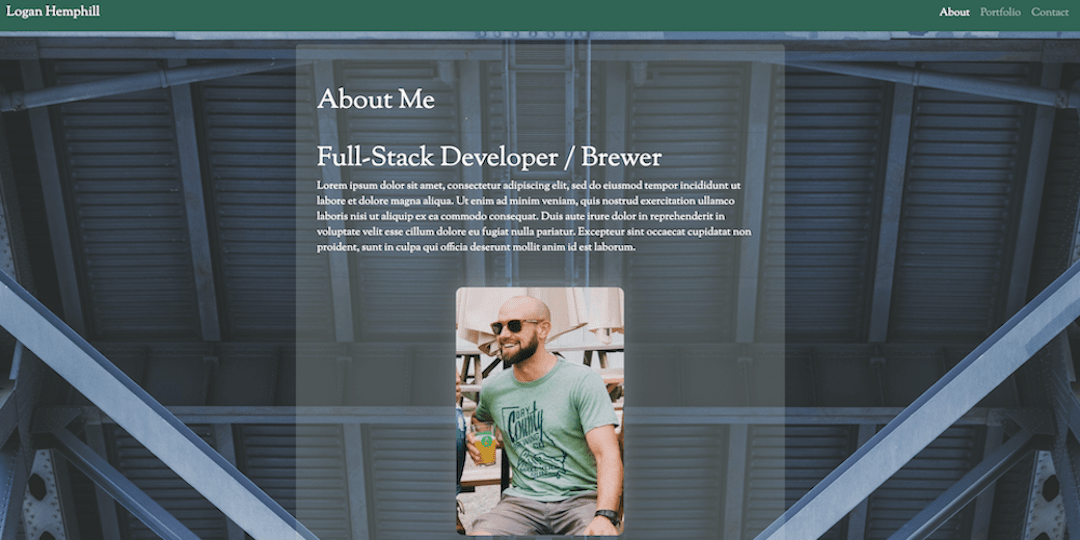 Logan Hemphill
About Portfolio Contact
About Me
Full-Stack Developer / Brewer
Lorem ipsum dolor sit amet, consectetur adipiscing elit, sed do eiusmod tempor incididunt ut
labore et dolore magna aliqua. Ut enim ad minim veniam, quis nostrud exercitation ullamco
laboris nisi ut aliquip ex ea commodo consequat. Duis aute irure dolor in reprehenderit in
voluptate velit esse cillum dolore eu fugiat nulla pariatur. Excepteur sint occaecat cupidatat non
proident, sunt in culpa qui officia deserunt mollit anim id est laborum.
DRY
County